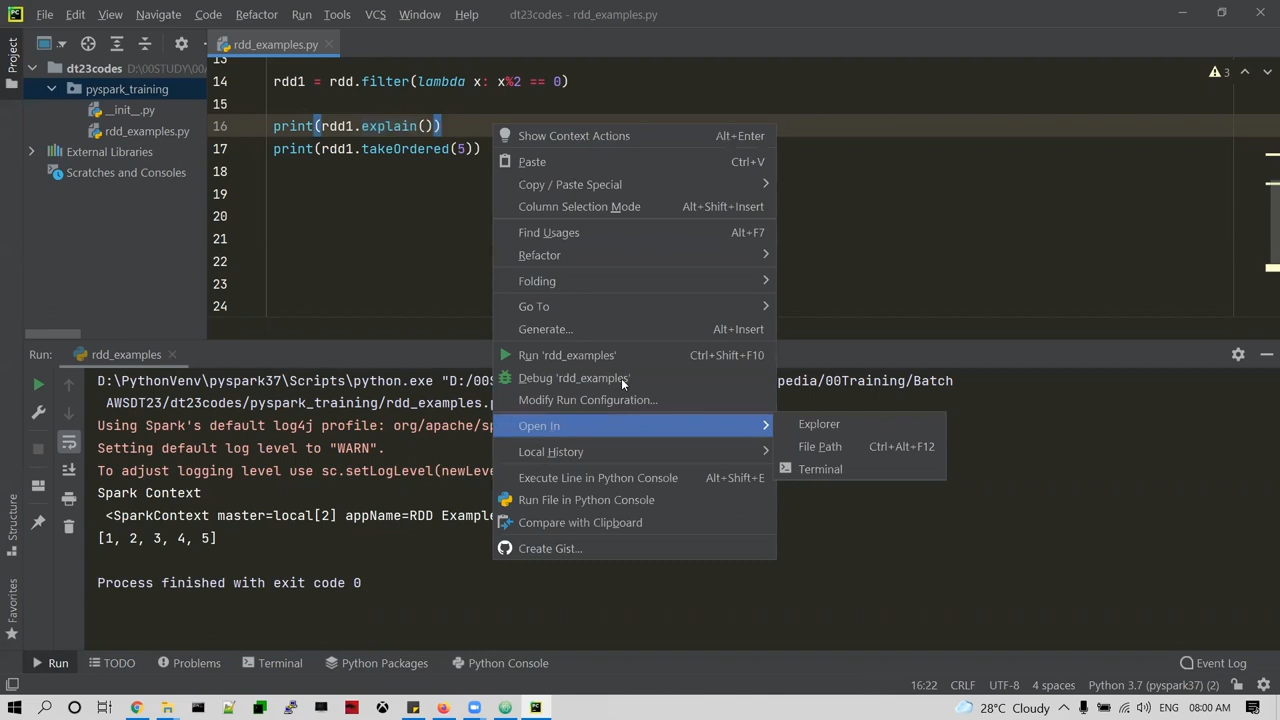 PC File Edit View Navigate Code Refactor Run Tools VCS Window Help dt23codes - rdd_examples.py
rdd_examples.py
Project
dt23codes D:\00STUDY\00A
pyspark_training
__init__.py
rdd_examples.py
External Libraries
Scratches and Consoles
13
14 rdd1 = rdd.filter(lambda x: x%2 == 0)
15
16 print(rdd1.explain())
17 print(rdd1.takeOrdered(5))
18
19
20
21
22
23
24
3
Show Context Actions Alt+Enter
Paste Ctrl+V
Copy / Paste Special
Column Selection Mode Alt+Shift+Insert
Find Usages Alt+F7
Refactor
Folding
Go To
Generate... Alt+Insert
Run 'rdd_examples' Ctrl+Shift+F10
Debug 'rdd_examples'
Modify Run Configuration...
Open In
Local History
Execute Line in Python Console Alt+Shift+E
Run File in Python Console
Compare with Clipboard
Create Gist...
Explorer
File Path Ctrl+Alt+F12
Terminal
Run: rdd_examples
D:\PythonVenv\pyspark37\Scripts\python.exe "D:/00S pedia/00Training/Batch
AWSDT23/dt23codes/pyspark_training/rdd_examples.p
Using Spark's default log4j profile: org/apache/sp
Setting default log level to "WARN".
To adjust logging level use sc.setLogLevel(newLeve
Spark Context
<SparkContext master=local[2] appName=RDD Exampl
[1, 2, 3, 4, 5]
Process finished with exit code 0
Structure
Favorites
Run TODO Problems Terminal Python Packages Python Console Event Log
16:22 CRLF UTF-8 4 spaces Python 3.7 (pyspark37) (2)
28°C Cloudy 08:00 AM